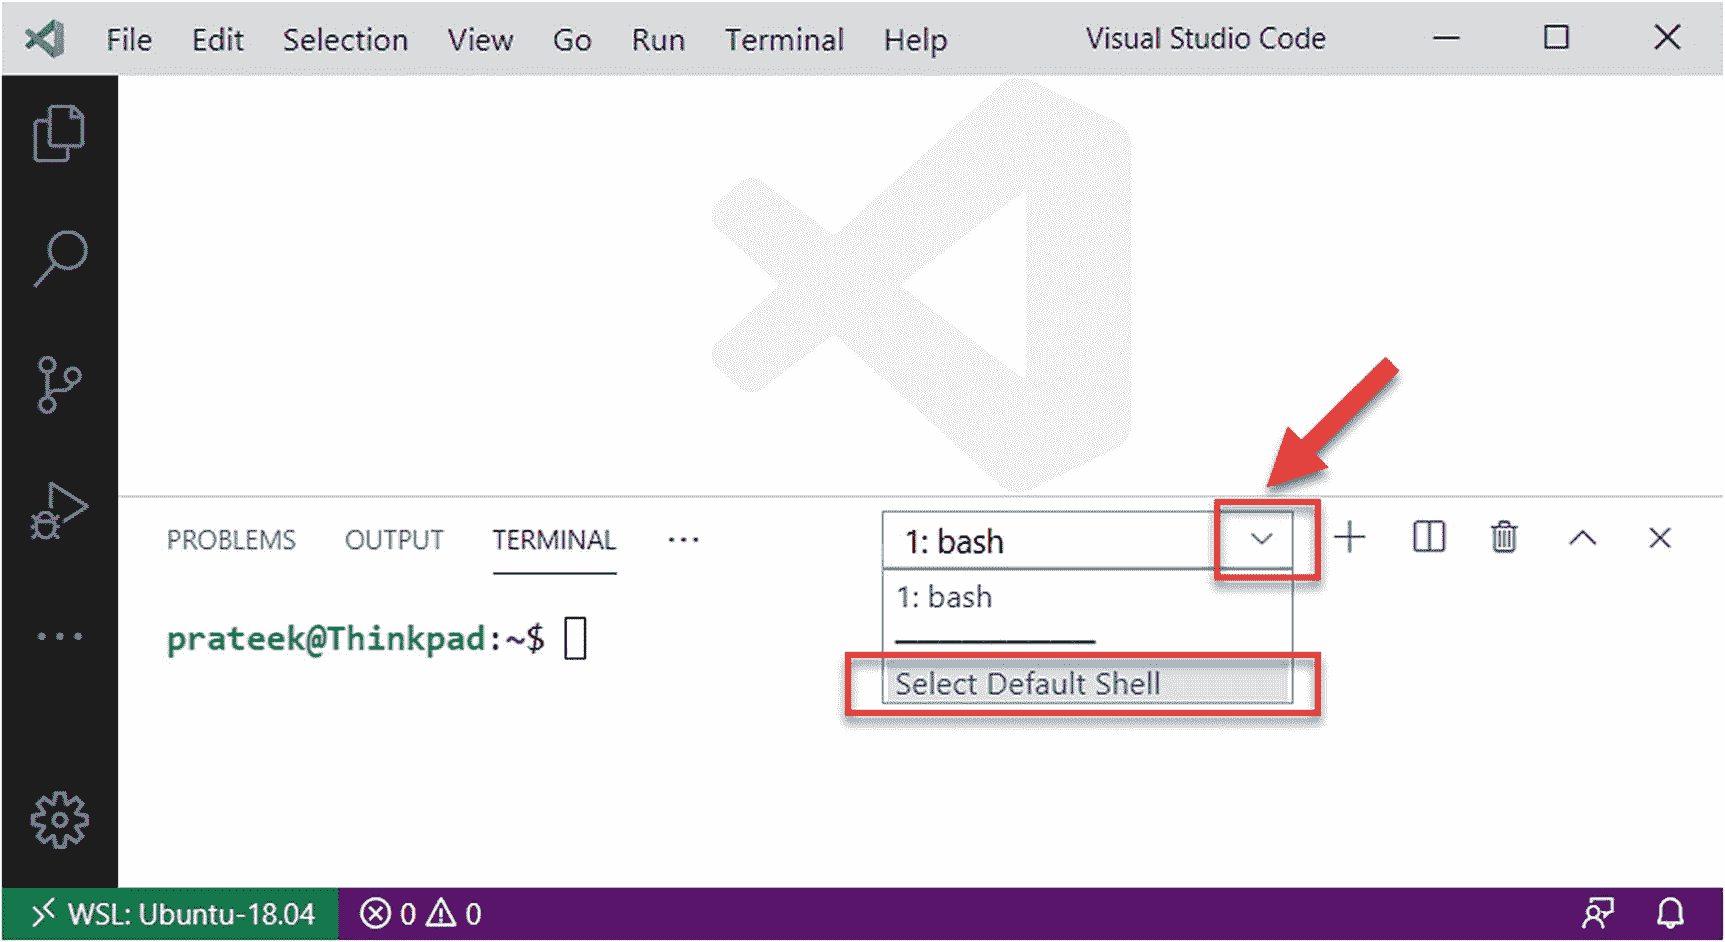 File Edit Selection View Go Run Terminal Help Visual Studio Code
PROBLEMS OUTPUT TERMINAL ... 1: bash
1: bash
prateek@Thinkpad:~$
Select Default Shell
WSL: Ubuntu-18.04 0 0